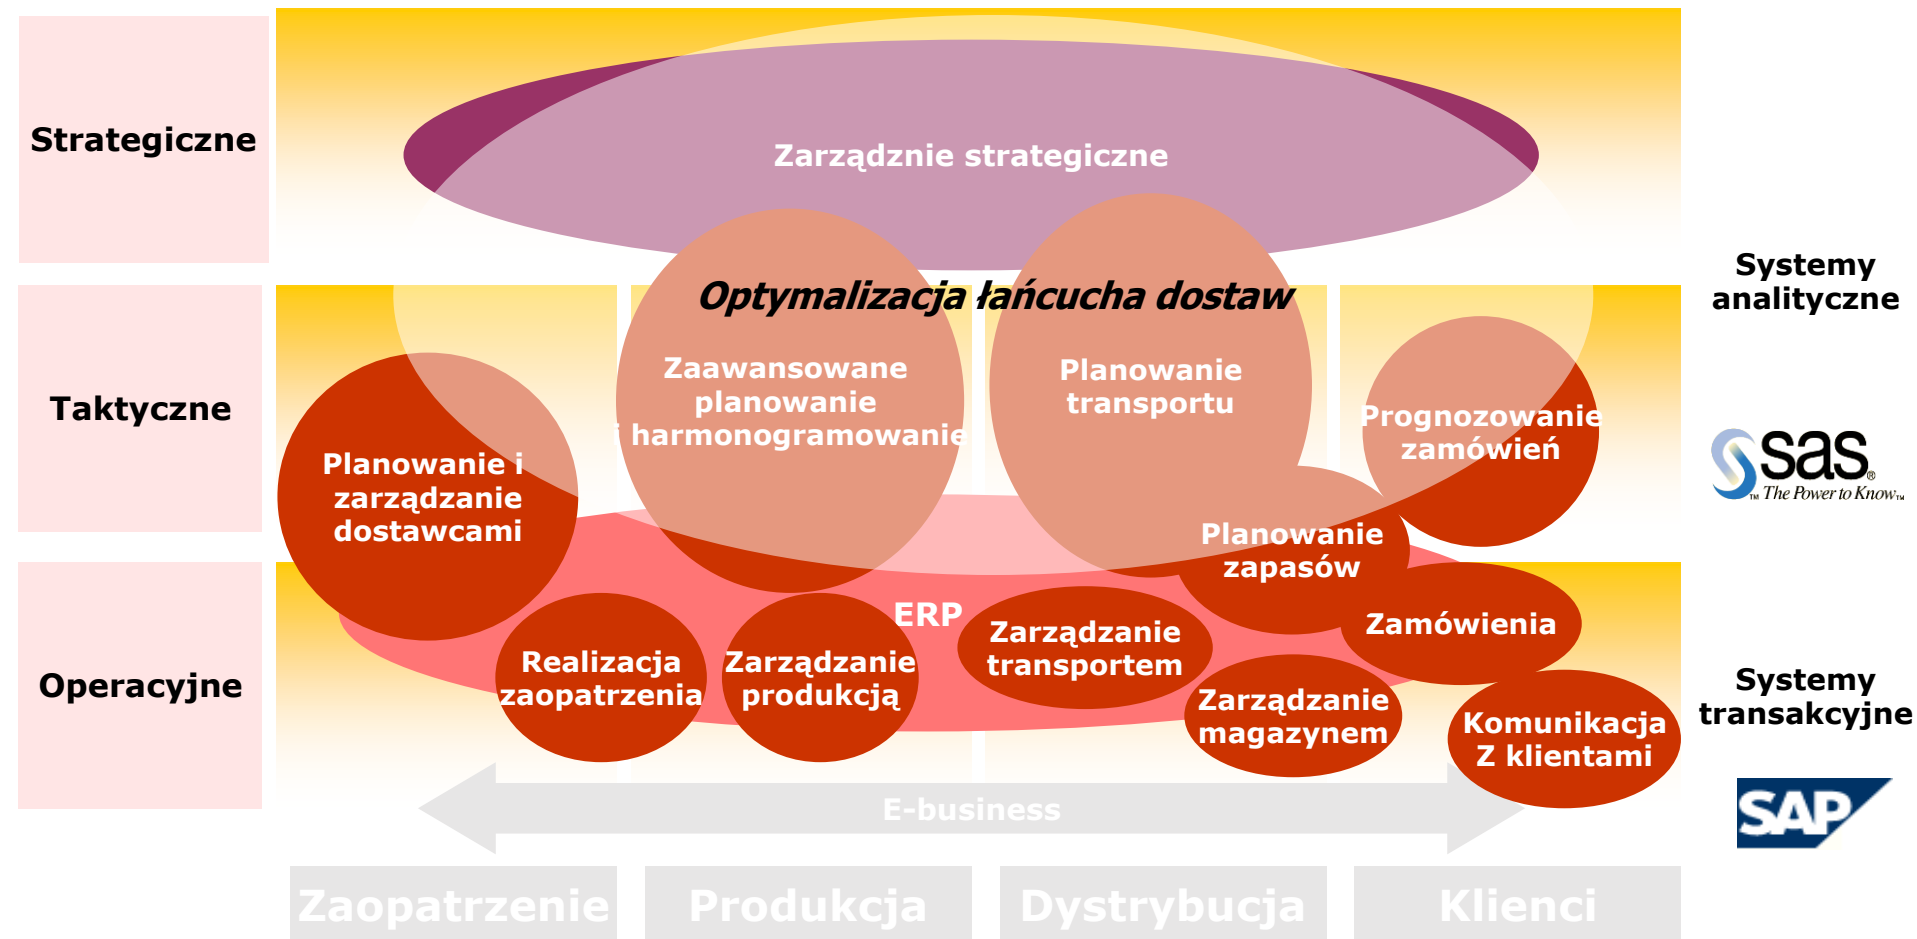 Strategiczne
Zarządznie strategiczne
Systemy
analityczne
Optymalizacja łańcucha dostaw
Taktyczne
Planowanie i
zarządzanie
dostawcami
Zaawansowane
planowanie
i harmonogramowanie
Planowanie
transportu
Prognozowanie
zamówień
sas®
™ The Power to Know™
Planowanie
zapasów
ERP
Operacyjne
Realizacja
zaopatrzenia
Zarządzanie
produkcją
Zarządzanie
transportem
Zarządzanie
magazynem
Zamówienia
Komunikacja
Z klientami
Systemy
transakcyjne
SAP
E-business
Zaopatrzenie
Produkcja
Dystrybucja
Klienci